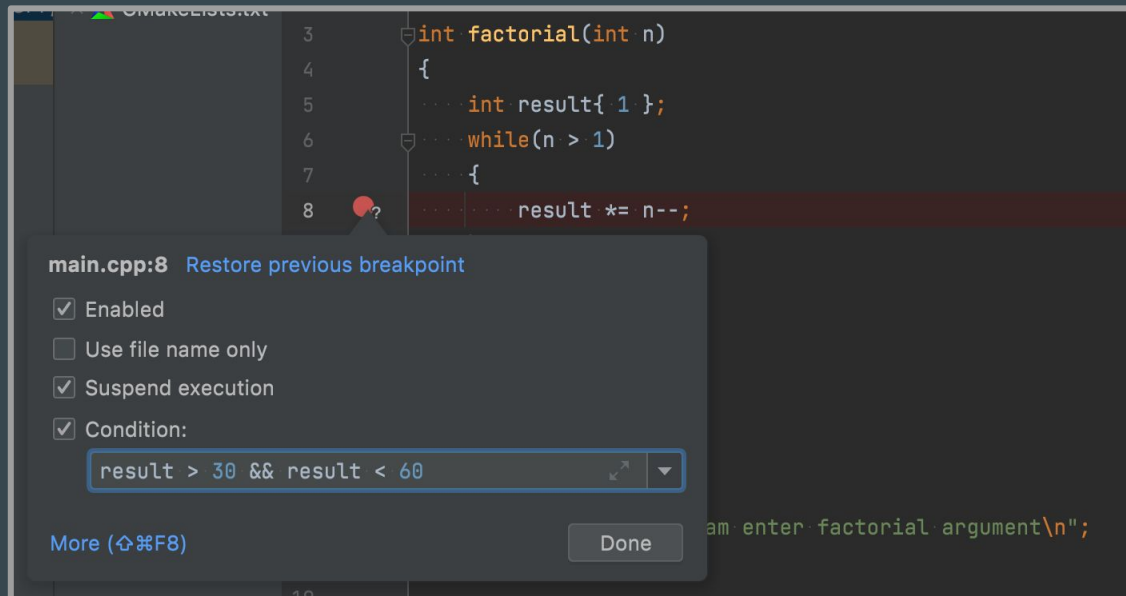 CMakeLists.txt
3 int factorial(int n)
4 {
5 int result{ 1 };
6 while(n > 1)
7 {
8 ? result *= n--;
main.cpp:8 Restore previous breakpoint
Enabled
Use file name only
Suspend execution
Condition:
result > 30 && result < 60
am enter factorial argument\n";
More (⇧⌘F8) Done